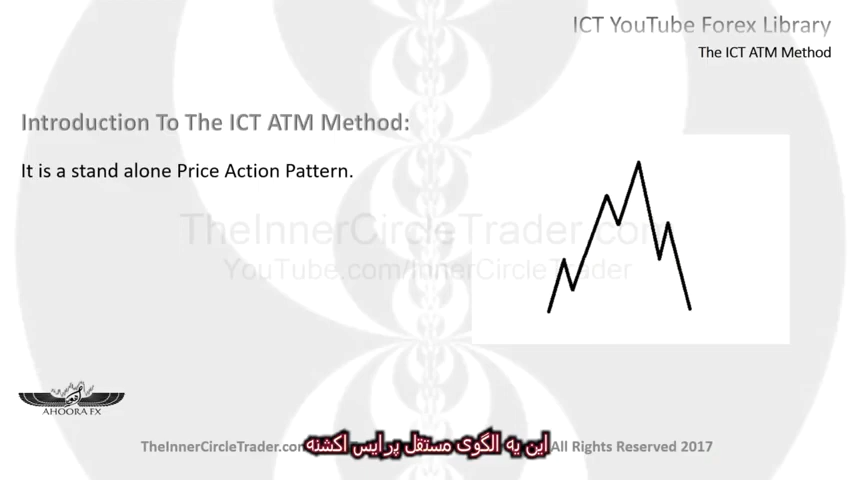 ICT YouTube Forex Library
The ICT ATM Method
Introduction To The ICT ATM Method:
It is a stand alone Price Action Pattern.
TheInnerCircleTrader.com
YouTube.com/InnerCircleTrader
AHOORA FX
TheInnerCircleTrader.com
All Rights Reserved 2017
این یه الگوی مستقل پرایس اکشنه